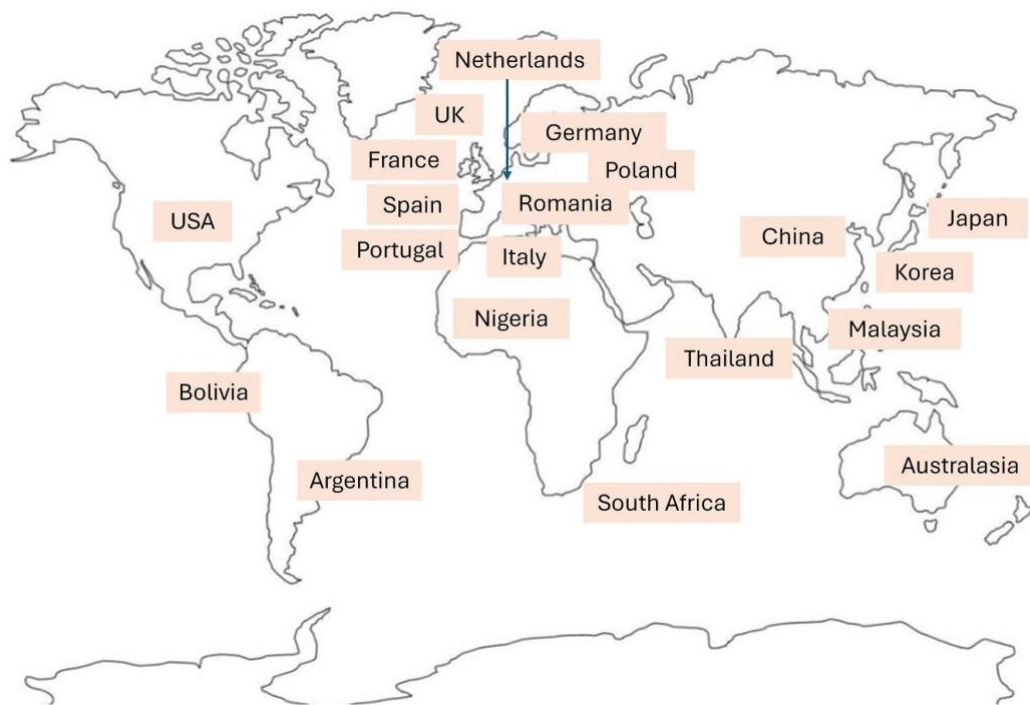 Netherlands
UK
Germany
France
Poland
Spain
Romania
USA
Japan
China
Portugal
Italy
Korea
Nigeria
Malaysia
Thailand
Bolivia
Australasia
Argentina
South Africa